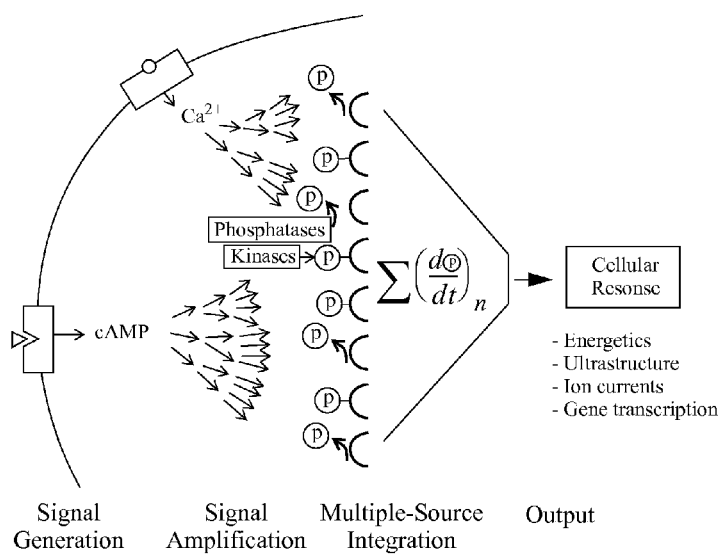 p
Ca2+
p
p
Phosphatases
Kinases
p
∑ (dp/dt)n
Cellular
Resonse
cAMP
p
p
p
p
- Energetics
- Ultrastructure
- Ion currents
- Gene transcription
Signal
Generation
Signal
Amplification
Multiple-Source
Integration
Output